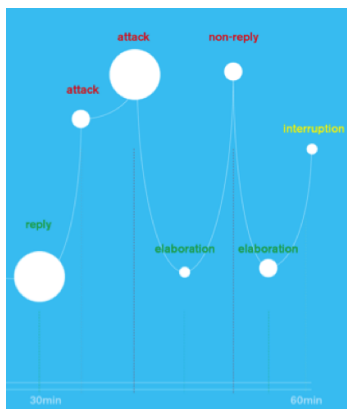 attack
non-reply
attack
interruption
reply
elaboration
elaboration
30min
60min